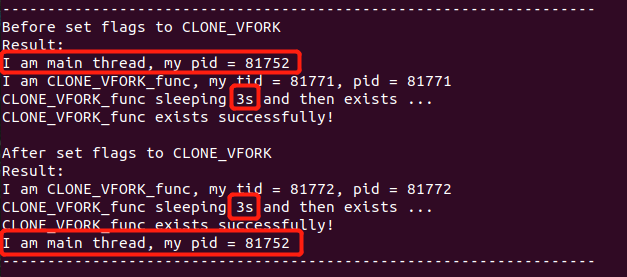 ------------------------------------------------------------------
Before set flags to CLONE_VFORK
Result:
I am main thread, my pid = 81752
I am CLONE_VFORK_func, my tid = 81771, pid = 81771
CLONE_VFORK_func sleeping 3s and then exists ...
CLONE_VFORK_func exists successfully!
After set flags to CLONE_VFORK
Result:
I am CLONE_VFORK_func, my tid = 81772, pid = 81772
CLONE_VFORK_func sleeping 3s and then exists ...
CLONE_VFORK_func exists successfully!
I am main thread, my pid = 81752
------------------------------------------------------------------